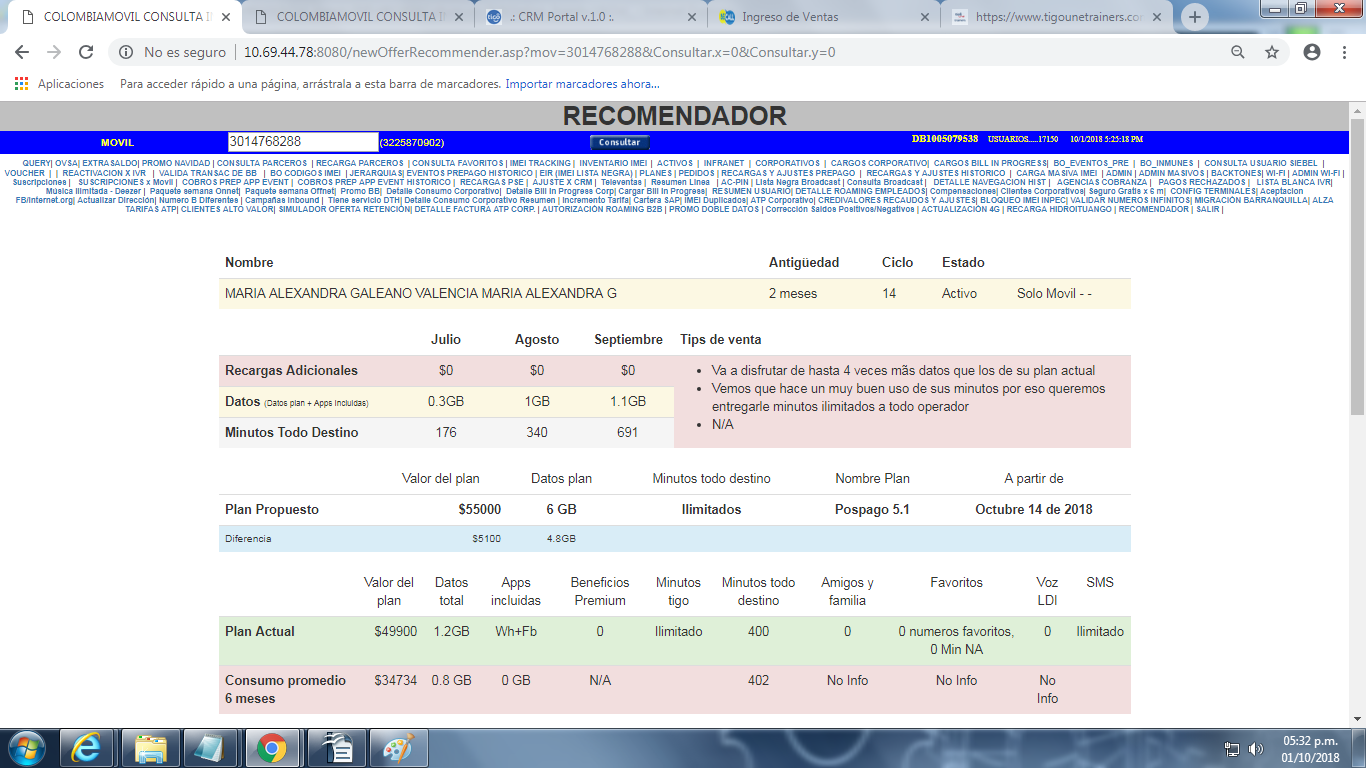 COLOMBIAMOVIL CONSULTA I
COLOMBIAMOVIL CONSULTA I
.: CRM Portal v.1.0 :.
Ingreso de Ventas
https://www.tigounetrainers.co
No es seguro | 10.69.44.78:8080/newOfferRecommender.asp?mov=3014768288&Consultar.x=0&Consultar.y=0
Aplicaciones Para acceder rápido a una página, arrástrala a esta barra de marcadores. Importar marcadores ahora...
RECOMENDADOR
MOVIL 3014768288 (3225870902) Consultar DB1005079538 USUARIOS.....17150 10/1/2018 5:25:18 PM
QUERY| OVSA| EXTRASALDO| PROMO NAVIDAD | CONSULTA PARCEROS | RECARGA PARCEROS | CONSULTA FAVORITOS | IMEI TRACKING | INVENTARIO IMEI | ACTIVOS | INFRANET | CORPORATIVOS | CARGOS CORPORATIVO| CARGOS BILL IN PROGRESS| BO_EVENTOS_PRE | BO_INMUNES | CONSULTA USUARIO SIEBEL |
VOUCHER | | REACTIVACION X IVR | VALIDA TRANSAC DE BB | BO CODIGOS IMEI | JERARQUIAS| EVENTOS PREPAGO HISTORICO | EIR (IMEI LISTA NEGRA) | PLANES | PEDIDOS | RECARGAS Y AJUSTES PREPAGO | RECARGAS Y AJUSTES HISTORICO | CARGA MASIVA IMEI | ADMIN | ADMIN MASIVOS | BACKTONES| WI-FI | ADMIN WI-FI |
Suscripciones | SUSCRIPCIONES x Movil | COBROS PREP APP EVENT | COBROS PREP APP EVENT HISTORICO | RECARGAS PSE | AJUSTE X CRM | Televentas | Resumen Linea | AC-PIN | Lista Negra Broadcast | Consulta Broadcast | DETALLE NAVEGACION HIST | AGENCIAS COBRANZA | PAGOS RECHAZADOS | LISTA BLANCA IVR|
Musica Ilimitada - Deezer | Paquete semana Onnet| Paquete semana Offnet| Promo BB| Detalle Consumo Corporativo| Detalle Bill In Progress Corp| Cargar Bill In Progress| RESUMEN USUARIO| DETALLE ROAMING EMPLEADOS| Compensaciones| Clientes Corporativos| Seguro Gratis x 6 m| CONFIG TERMINALES| Aceptacion
FB/Internet.org| Actualizar Dirección| Numero B Diferentes | Campañas Inbound | Tiene servicio DTH| Detalle Consumo Corporativo Resumen | Incremento Tarifa| Cartera SAP| IMEI Duplicados| ATP Corporativo| CREDIVALORES RECAUDOS Y AJUSTES| BLOQUEO IMEI INPEC| VALIDAR NUMEROS INFINITOS| MIGRACIÓN BARRANQUILLA| ALZA
TARIFAS ATP| CLIENTES ALTO VALOR| SIMULADOR OFERTA RETENCIÓN| DETALLE FACTURA ATP CORP. | AUTORIZACIÓN ROAMING B2B | PROMO DOBLE DATOS | Corrección Saldos Positivos/Negativos | ACTUALIZACIÓN 4G | RECARGA HIDROITUANGO | RECOMENDADOR | SALIR |
Nombre Antigüedad Ciclo Estado
MARIA ALEXANDRA GALEANO VALENCIA MARIA ALEXANDRA G 2 meses 14 Activo Solo Movil - -
Julio Agosto Septiembre Tips de venta
Recargas Adicionales $0 $0 $0
Datos (Datos plan + Apps Incluidas) 0.3GB 1GB 1.1GB
Minutos Todo Destino 176 340 691
• Va a disfrutar de hasta 4 veces mãs datos que los de su plan actual
• Vemos que hace un muy buen uso de sus minutos por eso queremos
entregarle minutos ilimitados a todo operador
• N/A
Valor del plan Datos plan Minutos todo destino Nombre Plan A partir de
Plan Propuesto $55000 6 GB Ilimitados Pospago 5.1 Octubre 14 de 2018
Diferencia $5100 4.8GB
Valor del plan Datos total Apps incluidas Beneficios Premium Minutos tigo Minutos todo destino Amigos y familia Favoritos Voz LDI SMS
Plan Actual $49900 1.2GB Wh+Fb 0 Ilimitado 400 0 0 numeros favoritos, 0 Min NA 0 Ilimitado
Consumo promedio 6 meses $34734 0.8 GB 0 GB N/A 402 No Info No Info No Info
05:32 p.m.
01/10/2018